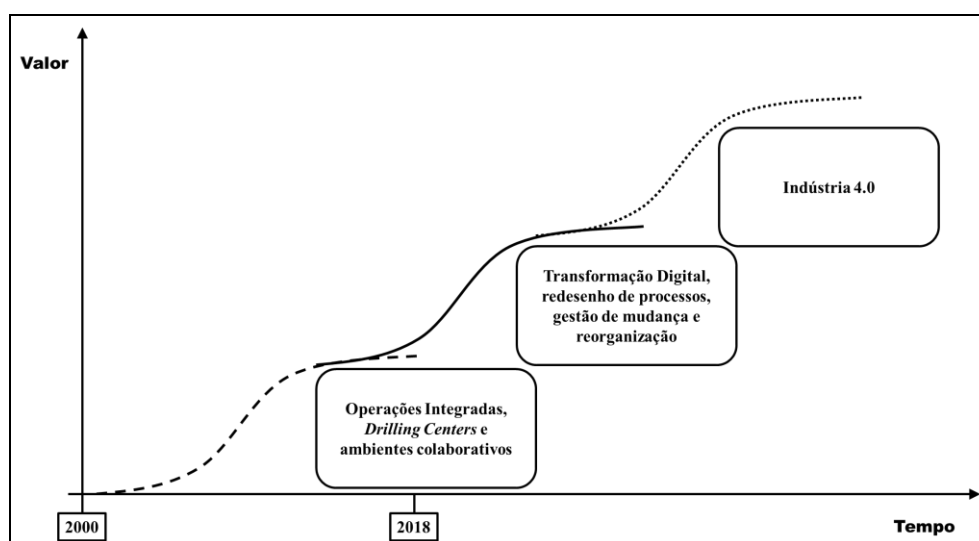 Valor
Indústria 4.0
Transformação Digital,
redesenho de processos,
gestão de mudança e
reorganização
Operações Integradas,
Drilling Centers e
ambientes colaborativos
2000
2018
Tempo